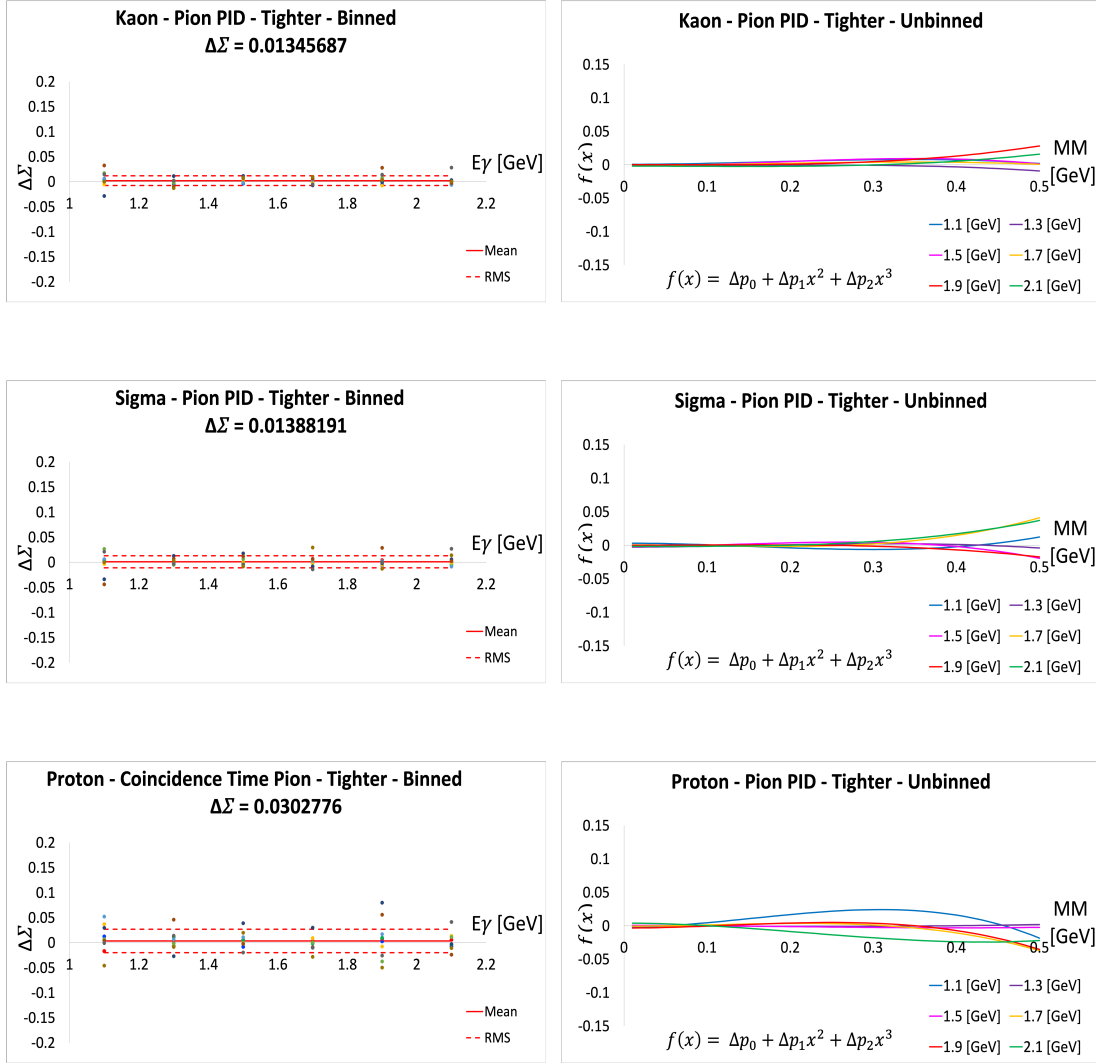 Kaon - Pion PID - Tighter - Binned
Δ𝛴 = 0.01345687
0.2
0.15
0.1
0.05
0
-0.05
-0.1
-0.15
-0.2
ΔΣ
1
1.2
1.4
1.6
1.8
2
2.2
Eγ [GeV]
Mean
RMS
Kaon - Pion PID - Tighter - Unbinned
0.15
0.1
0.05
0
-0.05
-0.1
-0.15
f(x)
0
0.1
0.2
0.3
0.4
0.5
MM
[GeV]
1.1 [GeV]
1.3 [GeV]
1.5 [GeV]
1.7 [GeV]
1.9 [GeV]
2.1 [GeV]
f(x) = Δp₀ + Δp₁x² + Δp₂x³
Sigma - Pion PID - Tighter - Binned
Δ𝛴 = 0.01388191
0.2
0.15
0.1
0.05
0
-0.05
-0.1
-0.15
-0.2
ΔΣ
1
1.2
1.4
1.6
1.8
2
2.2
Eγ [GeV]
Mean
RMS
Sigma - Pion PID - Tighter - Unbinned
0.15
0.1
0.05
0
-0.05
-0.1
-0.15
f(x)
0
0.1
0.2
0.3
0.4
0.5
MM
[GeV]
1.1 [GeV]
1.3 [GeV]
1.5 [GeV]
1.7 [GeV]
1.9 [GeV]
2.1 [GeV]
f(x) = Δp₀ + Δp₁x² + Δp₂x³
Proton - Coincidence Time Pion - Tighter - Binned
Δ𝛴 = 0.0302776
0.2
0.15
0.1
0.05
0
-0.05
-0.1
-0.15
-0.2
ΔΣ
1
1.2
1.4
1.6
1.8
2
2.2
Eγ [GeV]
Mean
RMS
Proton - Pion PID - Tighter - Unbinned
0.15
0.1
0.05
0
-0.05
-0.1
-0.15
f(x)
0
0.1
0.2
0.3
0.4
0.5
MM
[GeV]
1.1 [GeV]
1.3 [GeV]
1.5 [GeV]
1.7 [GeV]
1.9 [GeV]
2.1 [GeV]
f(x) = Δp₀ + Δp₁x² + Δp₂x³